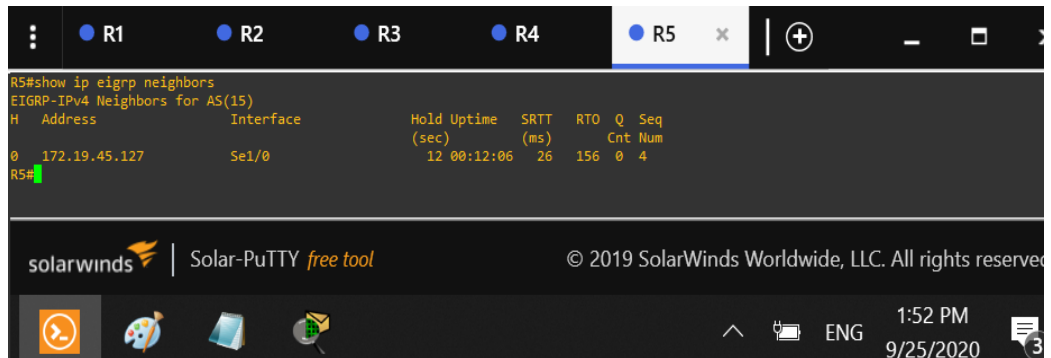 R1 R2 R3 R4 R5
R5#show ip eigrp neighbors
EIGRP-IPv4 Neighbors for AS(15)
H Address Interface Hold Uptime SRTT RTO Q Seq
(sec) (ms) Cnt Num
0 172.19.45.127 Se1/0 12 00:12:06 26 156 0 4
R5#
solarwinds Solar-PuTTY free tool © 2019 SolarWinds Worldwide, LLC. All rights reserved
ENG 1:52 PM
9/25/2020 3